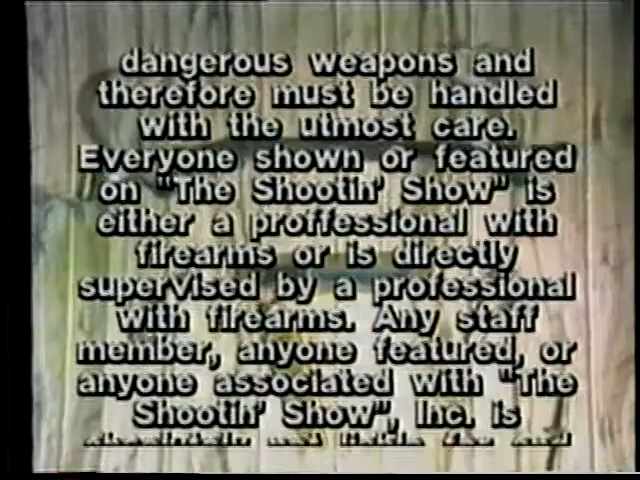 dangerous weapons and
therefore must be handled
with the utmost care.
Everyone shown or featured
on "The Shootin' Show" is
either a proffessional with
firearms or is directly
supervised by a professional
with firearms. Any staff
member, anyone featured, or
anyone associated with "The
Shootin' Show", Inc. is